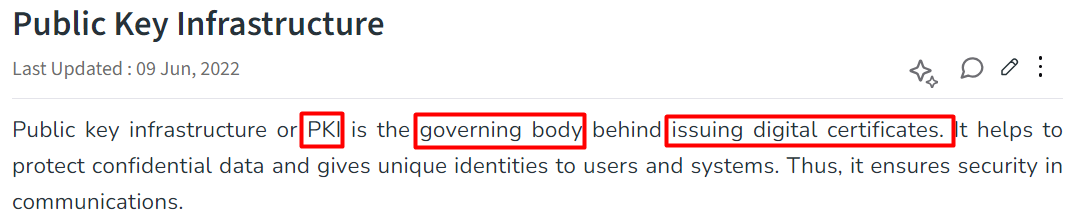 Public Key Infrastructure
Last Updated : 09 Jun, 2022
Public key infrastructure or PKI is the governing body behind issuing digital certificates. It helps to
protect confidential data and gives unique identities to users and systems. Thus, it ensures security in
communications.